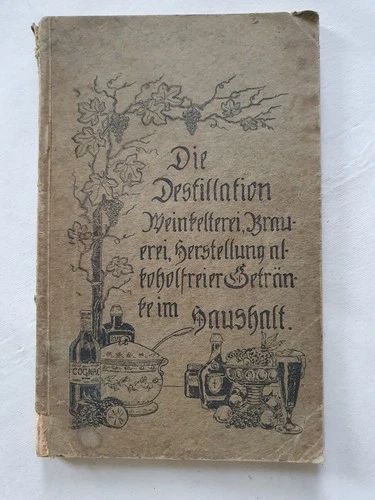 Die
Destillation
Weinkelterei, Brau-
erei, Herstellung al-
koholfreier Geträn-
ke im Haushalt.
COGNAC